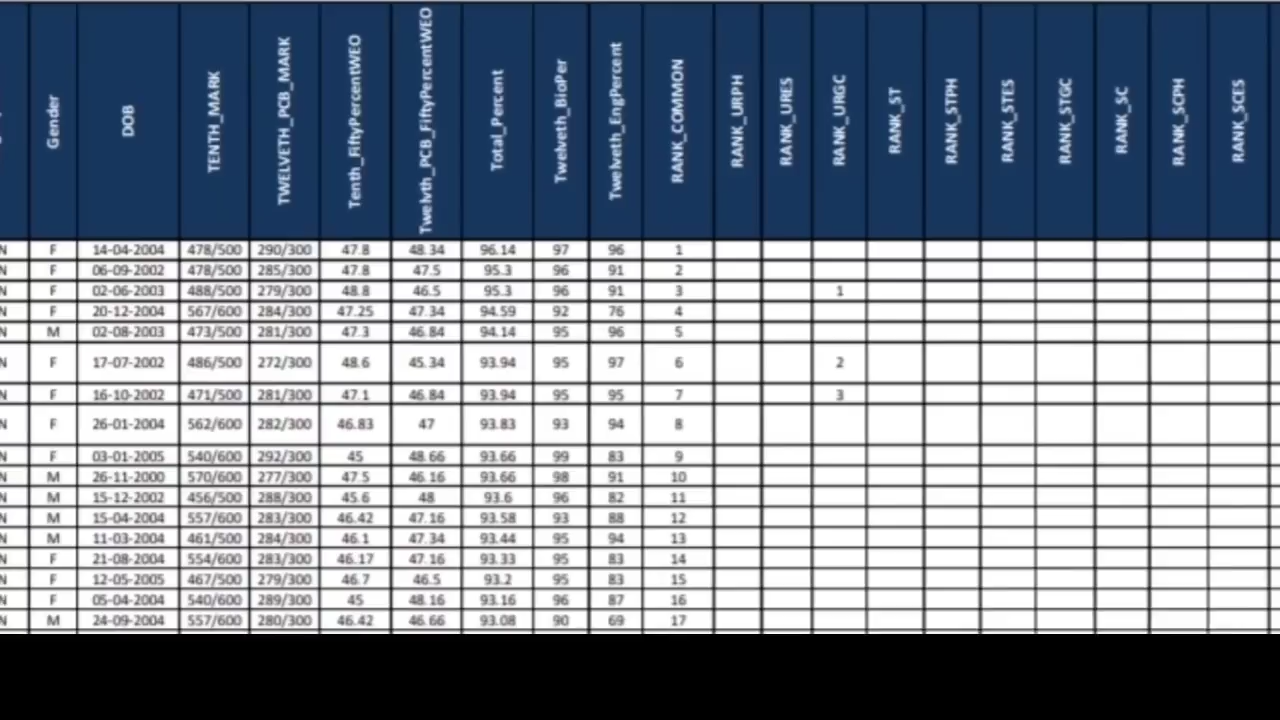 Gender DOB TENTH_MARK TWELVETH_PCB_MARK Tenth_FiftyPercentWEO Twelvth_PCB_FiftyPercentWEO Total_Percent Twelveth_BioPer Twelveth_EngPercent RANK_COMMON RANK_URPH RANK_URES RANK_URGC RANK_ST RANK_STPH RANK_STES RANK_STGC RANK_SC RANK_SCPH RANK_SCES
N F 14-04-2004 478/500 290/300 47.8 48.34 96.14 97 96 1
N F 06-09-2002 478/500 285/300 47.8 47.5 95.3 96 91 2
N F 02-06-2003 488/500 279/300 48.8 46.5 95.3 96 91 3 1
N F 20-12-2004 567/600 284/300 47.25 47.34 94.59 92 76 4
N M 02-08-2003 473/500 281/300 47.3 46.84 94.14 95 96 5
N F 17-07-2002 486/500 272/300 48.6 45.34 93.94 95 97 6 2
N F 16-10-2002 471/500 281/300 47.1 46.84 93.94 95 95 7 3
N F 26-01-2004 562/600 282/300 46.83 47 93.83 93 94 8
N F 03-01-2005 540/600 292/300 45 48.66 93.66 99 83 9
N M 26-11-2000 570/600 277/300 47.5 46.16 93.66 98 91 10
N M 15-12-2002 456/500 288/300 45.6 48 93.6 96 82 11
N M 15-04-2004 557/600 283/300 46.42 47.16 93.58 93 88 12
N M 11-03-2004 461/500 284/300 46.1 47.34 93.44 95 94 13
N F 21-08-2004 554/600 283/300 46.17 47.16 93.33 95 83 14
N F 12-05-2005 467/500 279/300 46.7 46.5 93.2 95 83 15
N F 05-04-2004 540/600 289/300 45 48.16 93.16 96 87 16
N M 24-09-2004 557/600 280/300 46.42 46.66 93.08 90 69 17